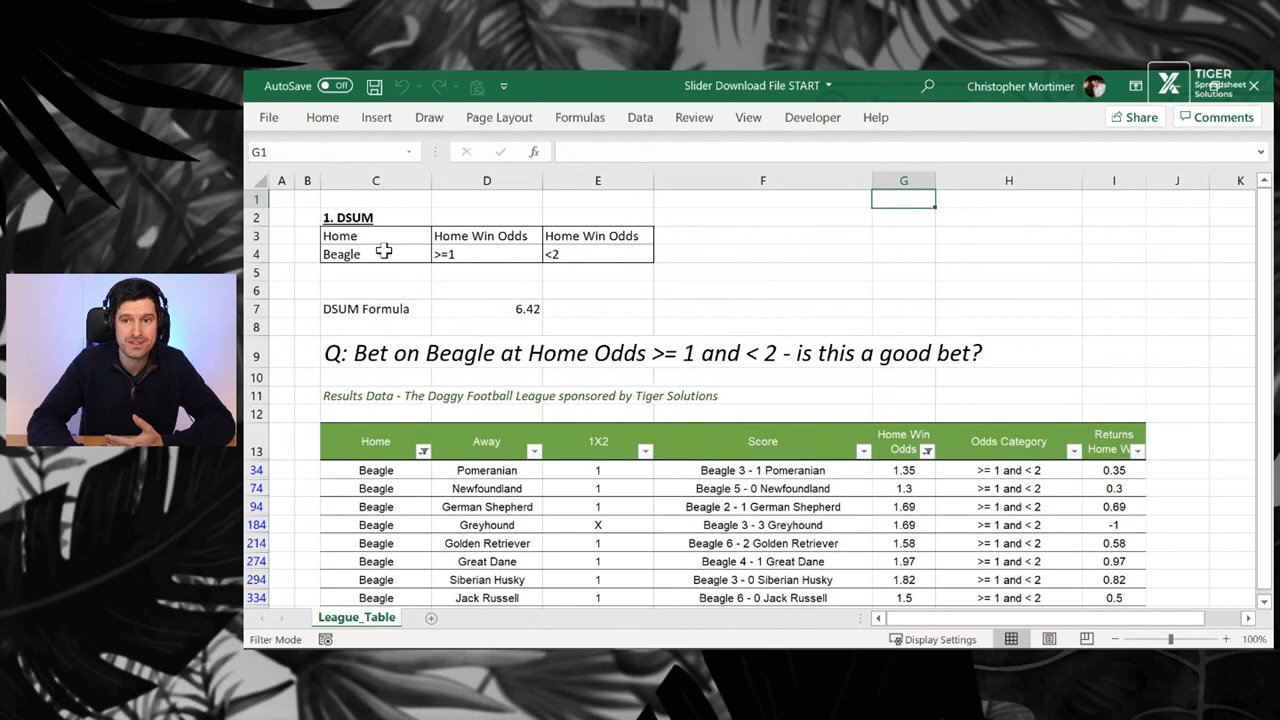 AutoSave Off Slider Download File START Christopher Mortimer TIGER Spreadsheet Solutions
File Home Insert Draw Page Layout Formulas Data Review View Developer Help Share Comments
G1 fx
A B C D E F G H I J K
1
2 1. DSUM
3 Home Home Win Odds Home Win Odds
4 Beagle >=1 <2
5
6
7 DSUM Formula 6.42
8
9 Q: Bet on Beagle at Home Odds >= 1 and < 2 - is this a good bet?
10
11 Results Data - The Doggy Football League sponsored by Tiger Solutions
12
13 Home Away 1X2 Score Home Win Odds Odds Category Returns Home W
34 Beagle Pomeranian 1 Beagle 3 - 1 Pomeranian 1.35 >= 1 and < 2 0.35
74 Beagle Newfoundland 1 Beagle 5 - 0 Newfoundland 1.3 >= 1 and < 2 0.3
94 Beagle German Shepherd 1 Beagle 2 - 1 German Shepherd 1.69 >= 1 and < 2 0.69
184 Beagle Greyhound X Beagle 3 - 3 Greyhound 1.69 >= 1 and < 2 -1
214 Beagle Golden Retriever 1 Beagle 6 - 2 Golden Retriever 1.58 >= 1 and < 2 0.58
274 Beagle Great Dane 1 Beagle 4 - 1 Great Dane 1.97 >= 1 and < 2 0.97
294 Beagle Siberian Husky 1 Beagle 3 - 0 Siberian Husky 1.82 >= 1 and < 2 0.82
334 Beagle Jack Russell 1 Beagle 6 - 0 Jack Russell 1.5 >= 1 and < 2 0.5
League_Table
Filter Mode Display Settings 100%